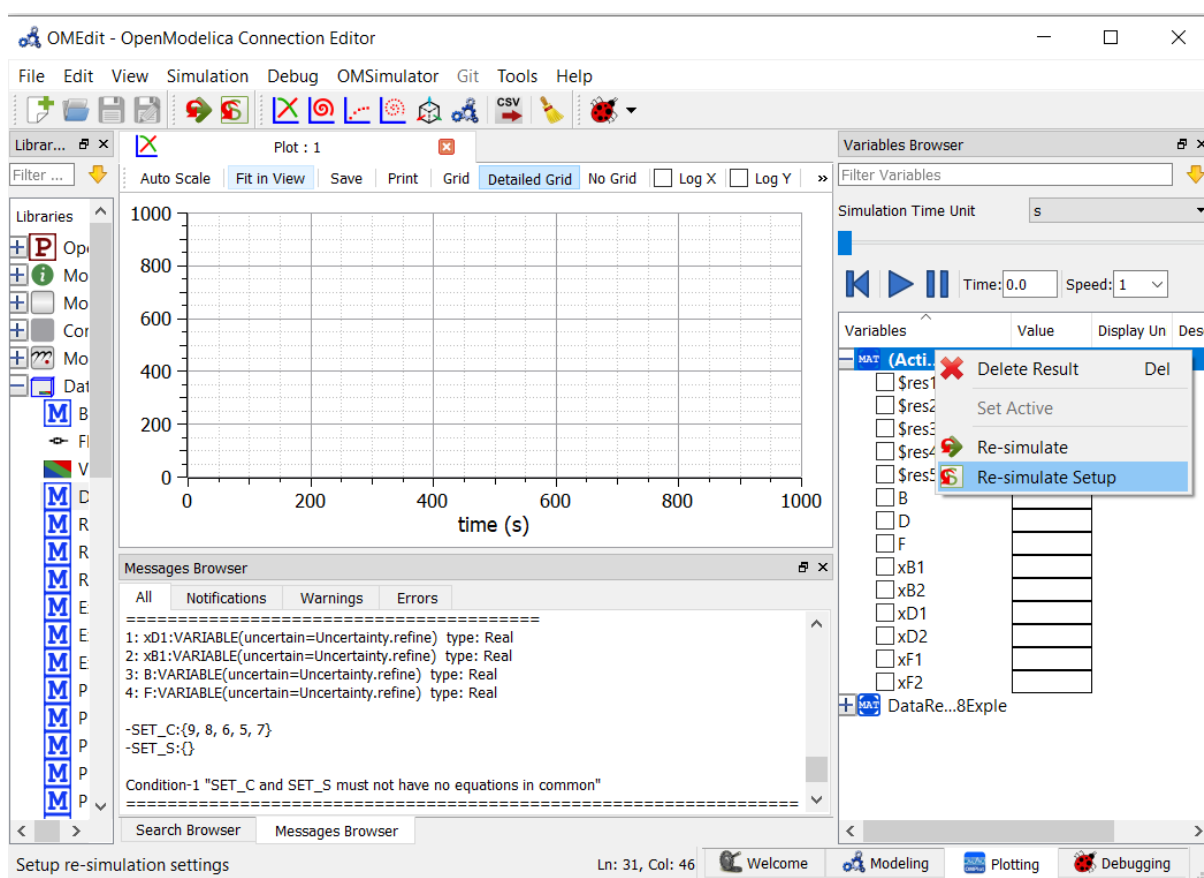 OMEdit - OpenModelica Connection Editor
File Edit View Simulation Debug OMSimulator Git Tools Help
CSV
Librar...
Filter ...
Libraries
P Ope
i Mo
Mo
Cor
Mo
Dat
M B
Fl
V
M D
M R
M R
M R
M E
M E
M E
M P
M P
M P
M P
M P
Plot : 1
Auto Scale Fit in View Save Print Grid Detailed Grid No Grid Log X Log Y »
1000
800
600
400
200
0
0 200 400 600 800 1000
time (s)
Messages Browser
All Notifications Warnings Errors
========================================
1: xD1:VARIABLE(uncertain=Uncertainty.refine) type: Real
2: xB1:VARIABLE(uncertain=Uncertainty.refine) type: Real
3: B:VARIABLE(uncertain=Uncertainty.refine) type: Real
4: F:VARIABLE(uncertain=Uncertainty.refine) type: Real
-SET_C:{9, 8, 6, 5, 7}
-SET_S:{}
Condition-1 "SET_C and SET_S must not have no equations in common"
=================================================================
Search Browser Messages Browser
Variables Browser
Filter Variables
Simulation Time Unit s
Time: 0.0 Speed: 1
Variables Value Display Un Des
MAT (Acti...
$res1
$res2
$res3
$res4
$res5
B
D
F
xB1
xB2
xD1
xD2
xF1
xF2
MAT DataRe...8Exple
Delete Result Del
Set Active
Re-simulate
Re-simulate Setup
Setup re-simulation settings
Ln: 31, Col: 46
Welcome
Modeling
Plotting
Debugging